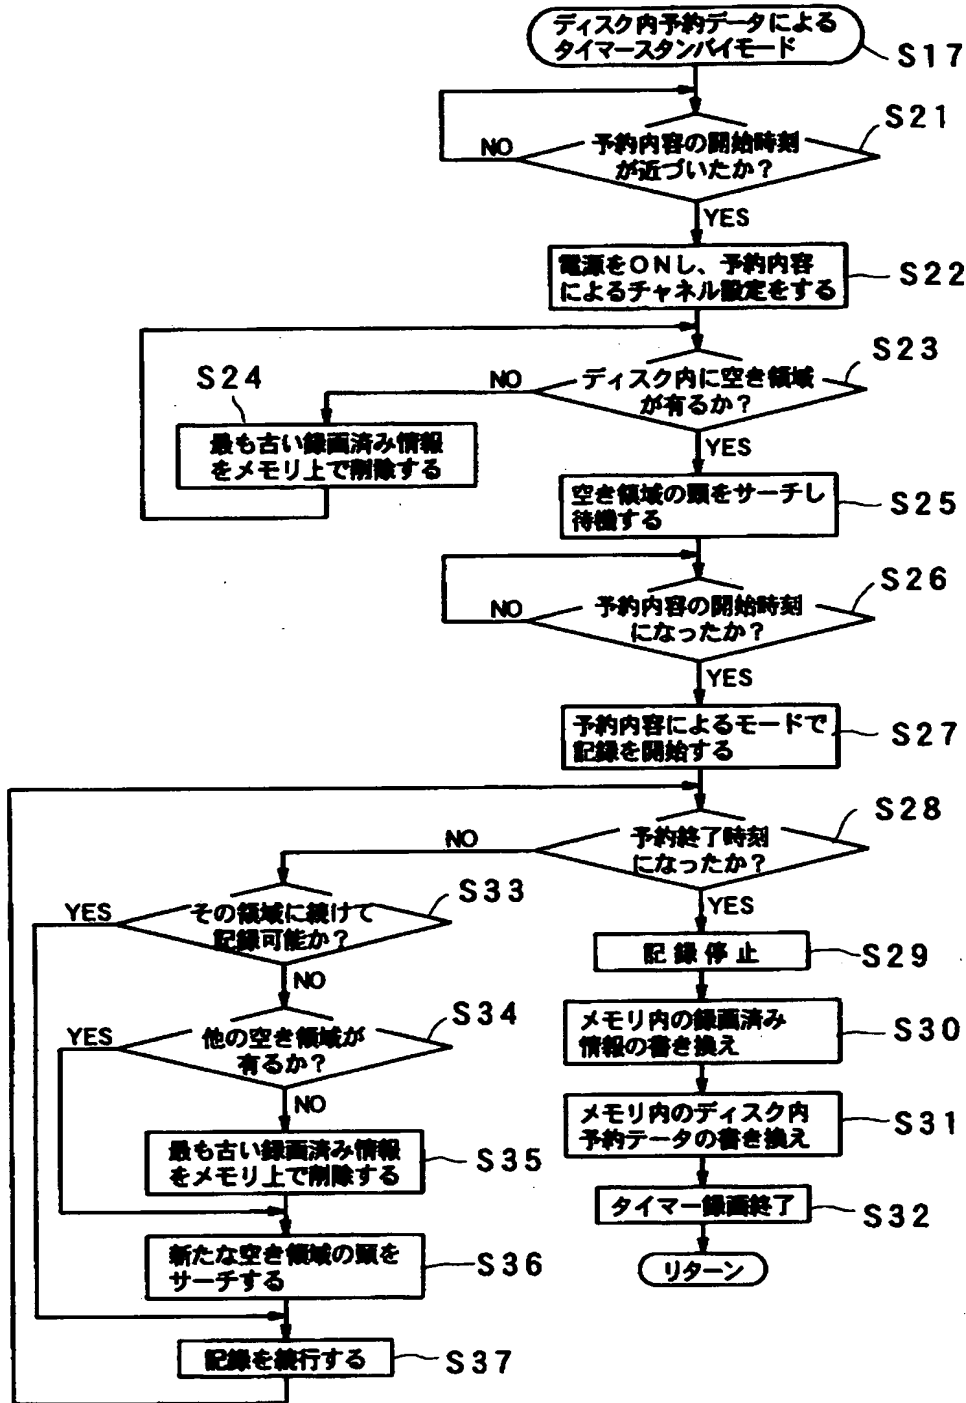 ディスク内予約データによる
タイマースタンバイモード
S17
S21
予約内容の開始時刻
が近づいたか？
NO
YES
電源をONし、予約内容
によるチャネル設定をする
S22
S23
ディスク内に空き領域
が有るか？
NO
YES
S24
最も古い録画済み情報
をメモリ上で削除する
空き領域の頭をサーチし
待機する
S25
S26
予約内容の開始時刻
になったか？
NO
YES
予約内容によるモードで
記録を開始する
S27
S28
予約終了時刻
になったか？
NO
YES
S33
その領域に続けて
記録可能か？
YES
NO
記録停止
S29
S34
他の空き領域が
有るか？
YES
NO
メモリ内の録画済み
情報の書き換え
S30
メモリ内のディスク内
予約データの書き換え
S31
最も古い録画済み情報
をメモリ上で削除する
S35
タイマー録画終了
S32
新たな空き領域の頭を
サーチする
S36
リターン
記録を続行する
S37